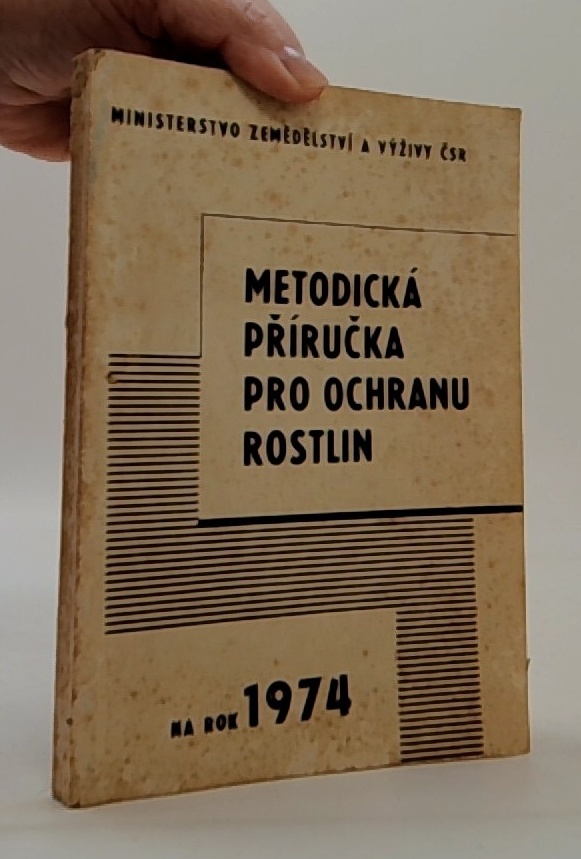 MINISTERSTVO ZEMĚDĚLSTVÍ A VÝŽIVY ČSR
METODICKÁ
PŘÍRUČKA
PRO OCHRANU
ROSTLIN
NA ROK 1974